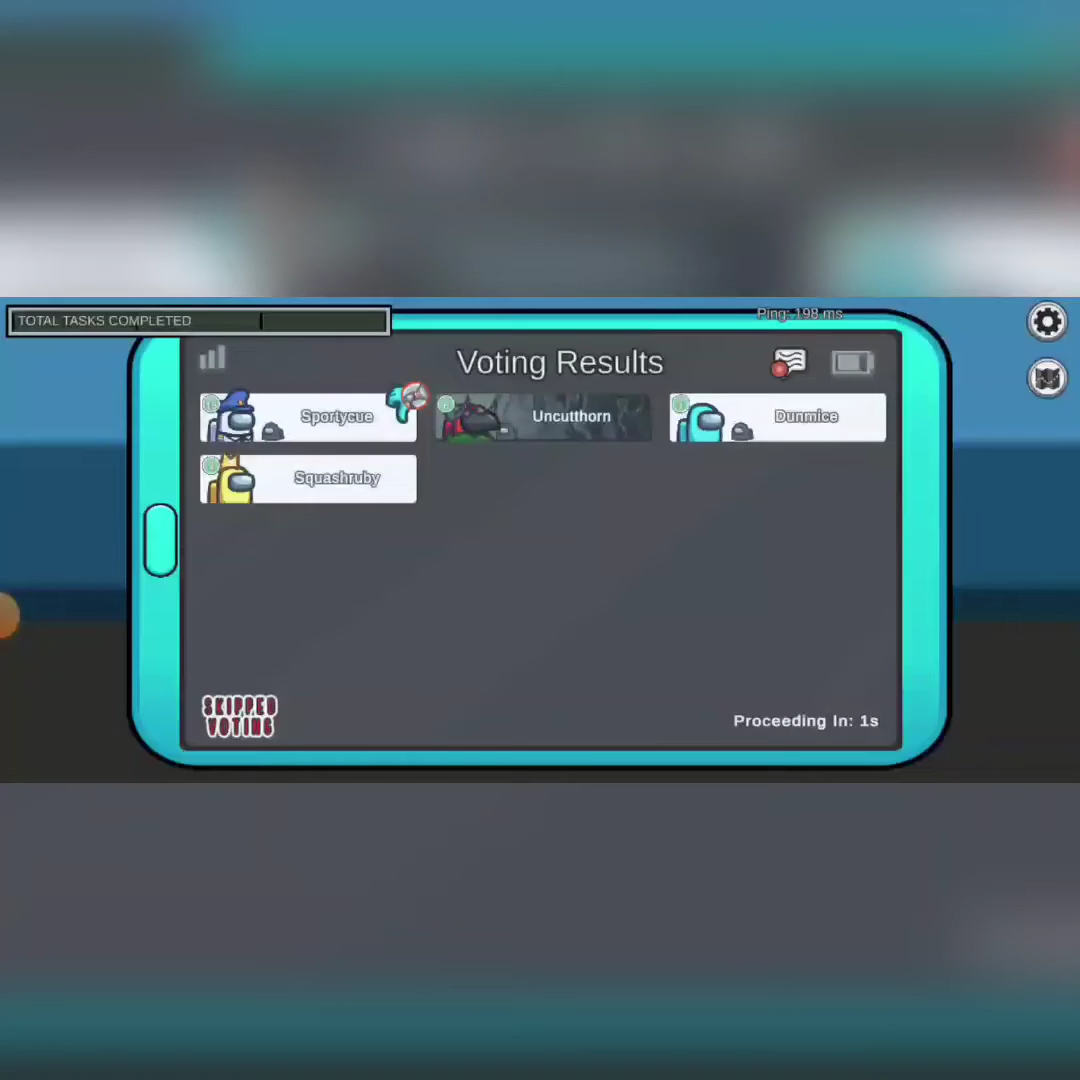 TOTAL TASKS COMPLETED
Ping: 198 ms
Voting Results
Sportycue
Uncutthorn
Dunmice
Squashruby
SKIPPED
VOTING
Proceeding In: 1s